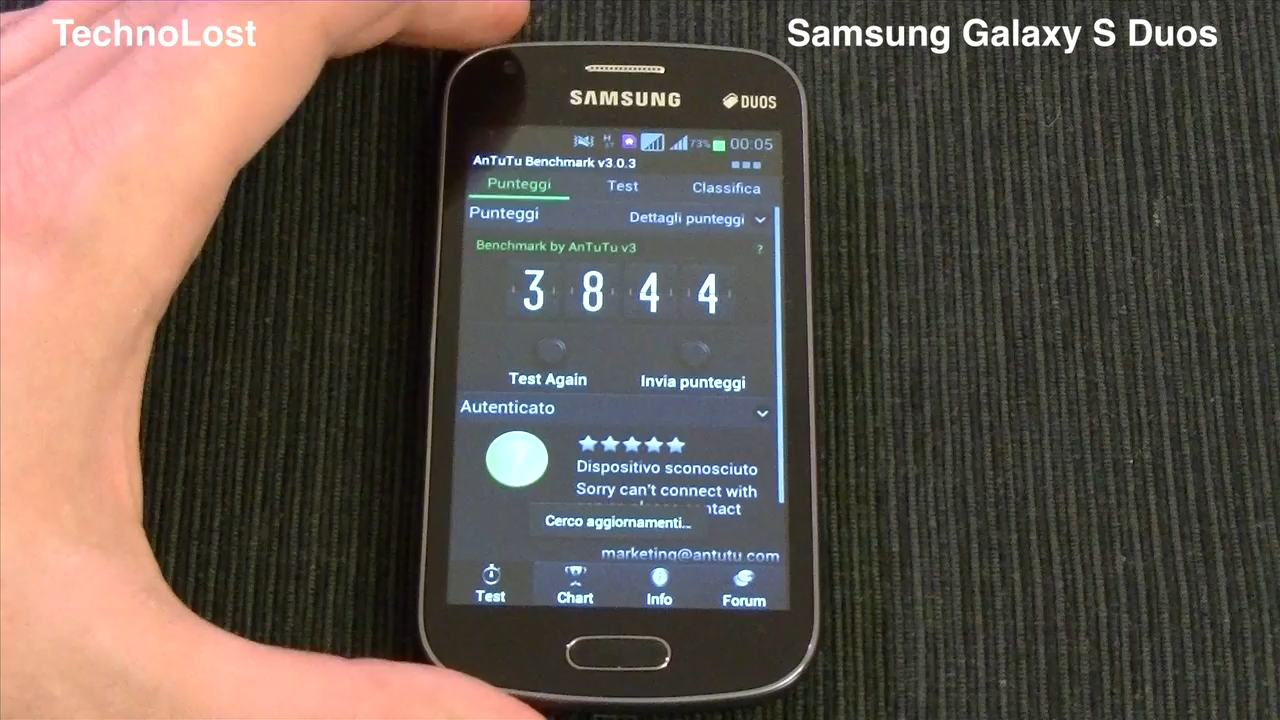 TechnoLost
Samsung Galaxy S Duos
SAMSUNG
DUOS
H
73%
00:05
AnTuTu Benchmark v3.0.3
Punteggi
Test
Classifica
Punteggi
Dettagli punteggi
Benchmark by AnTuTu v3
?
3844
Test Again
Invia punteggi
Autenticato
?
Dispositivo sconosciuto
Sorry can't connect with
Cerco aggiornamenti...
marketing@antutu.com
Test
Chart
Info
Forum